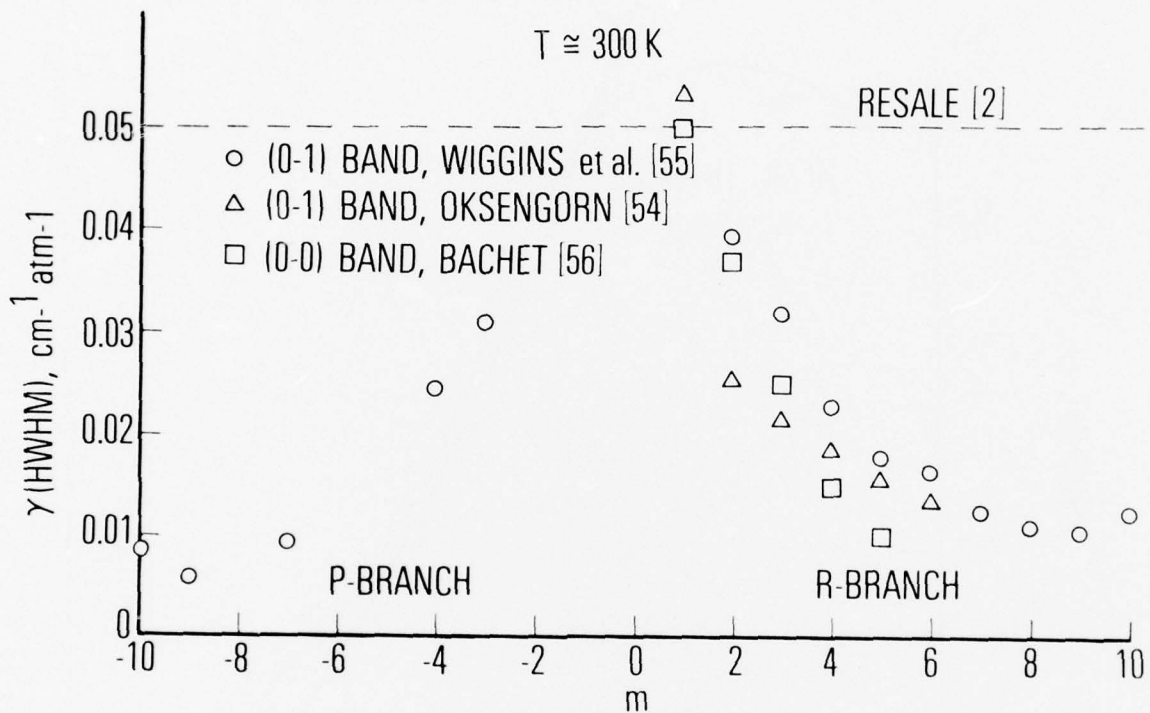 T ≅ 300 K
RESALE [2]
○ (0-1) BAND, WIGGINS et al. [55]
△ (0-1) BAND, OKSENGORN [54]
□ (0-0) BAND, BACHET [56]
γ (HWHM), cm⁻¹ atm-1
0.05
0.04
0.03
0.02
0.01
0
P-BRANCH
R-BRANCH
-10 -8 -6 -4 -2 0 2 4 6 8 10
m